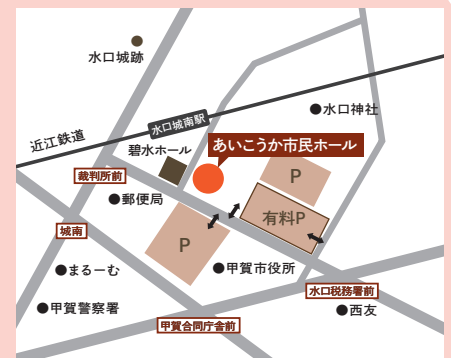 水口城跡
水口城南駅
近江鉄道
水口神社
碧水ホール
あいこうか市民ホール
裁判所前
P
郵便局
有料P
城南
P
まるーむ
甲賀市役所
水口税務署前
甲賀警察署
西友
甲賀合同庁舎前